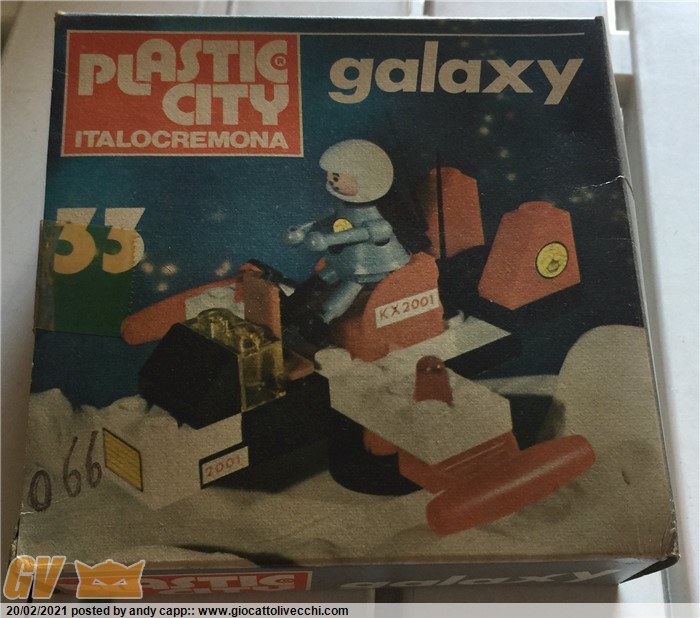 PLASTIC
CITY®
ITALOCREMONA
galaxy
33
KX2001
2001
066
GV
PLASTIC ®
galaxy
20/02/2021 posted by andy capp:: www.giocattolivecchi.com